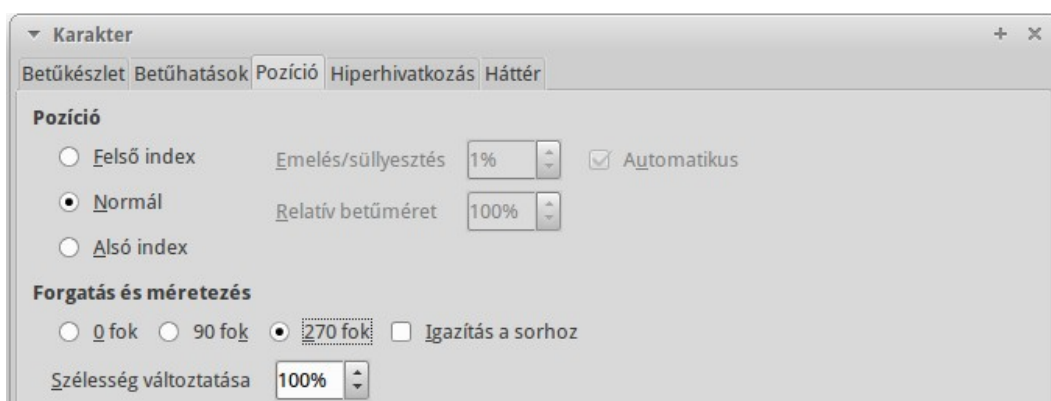 Karakter
Betűkészlet Betűhatások Pozíció Hiperhivatkozás Háttér
Pozíció
Felső index Emelés/süllyesztés 1% Automatikus
Normál Relatív betűméret 100%
Alsó index
Forgatás és méretezés
0 fok 90 fok 270 fok Igazítás a sorhoz
Szélesség változtatása 100%